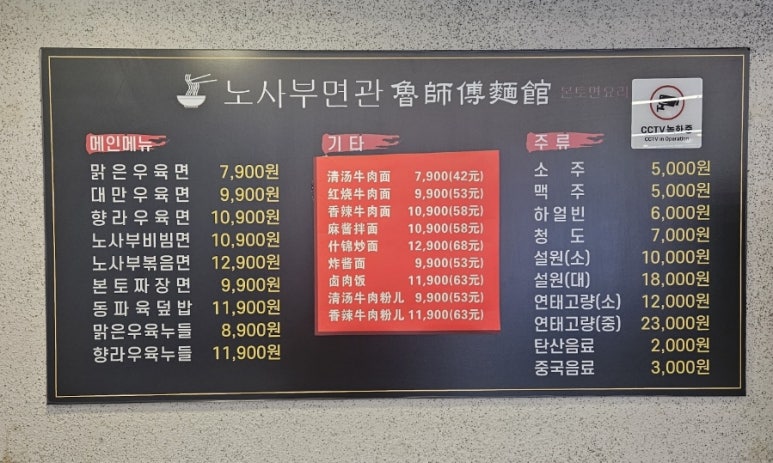 노사부면관 魯師傅麵館 본토면요리
CCTV 녹화중
CCTV in Operation
메인메뉴
맑은우육면 7,900원
대만우육면 9,900원
향라우육면 10,900원
노사부비빔면 10,900원
노사부볶음면 12,900원
본토짜장면 9,900원
동파육덮밥 11,900원
맑은우육누들 8,900원
향라우육누들 11,900원
기타
清汤牛肉面 7,900(42元)
红烧牛肉面 9,900(53元)
香辣牛肉面 10,900(58元)
麻酱拌面 10,900(58元)
什锦炒面 12,900(68元)
炸酱面 9,900(53元)
卤肉饭 11,900(63元)
清汤牛肉粉儿 9,900(53元)
香辣牛肉粉儿 11,900(63元)
주류
소주 5,000원
맥주 5,000원
하얼빈 6,000원
청도 7,000원
설원(소) 10,000원
설원(대) 18,000원
연태고량(소) 12,000원
연태고량(중) 23,000원
탄산음료 2,000원
중국음료 3,000원